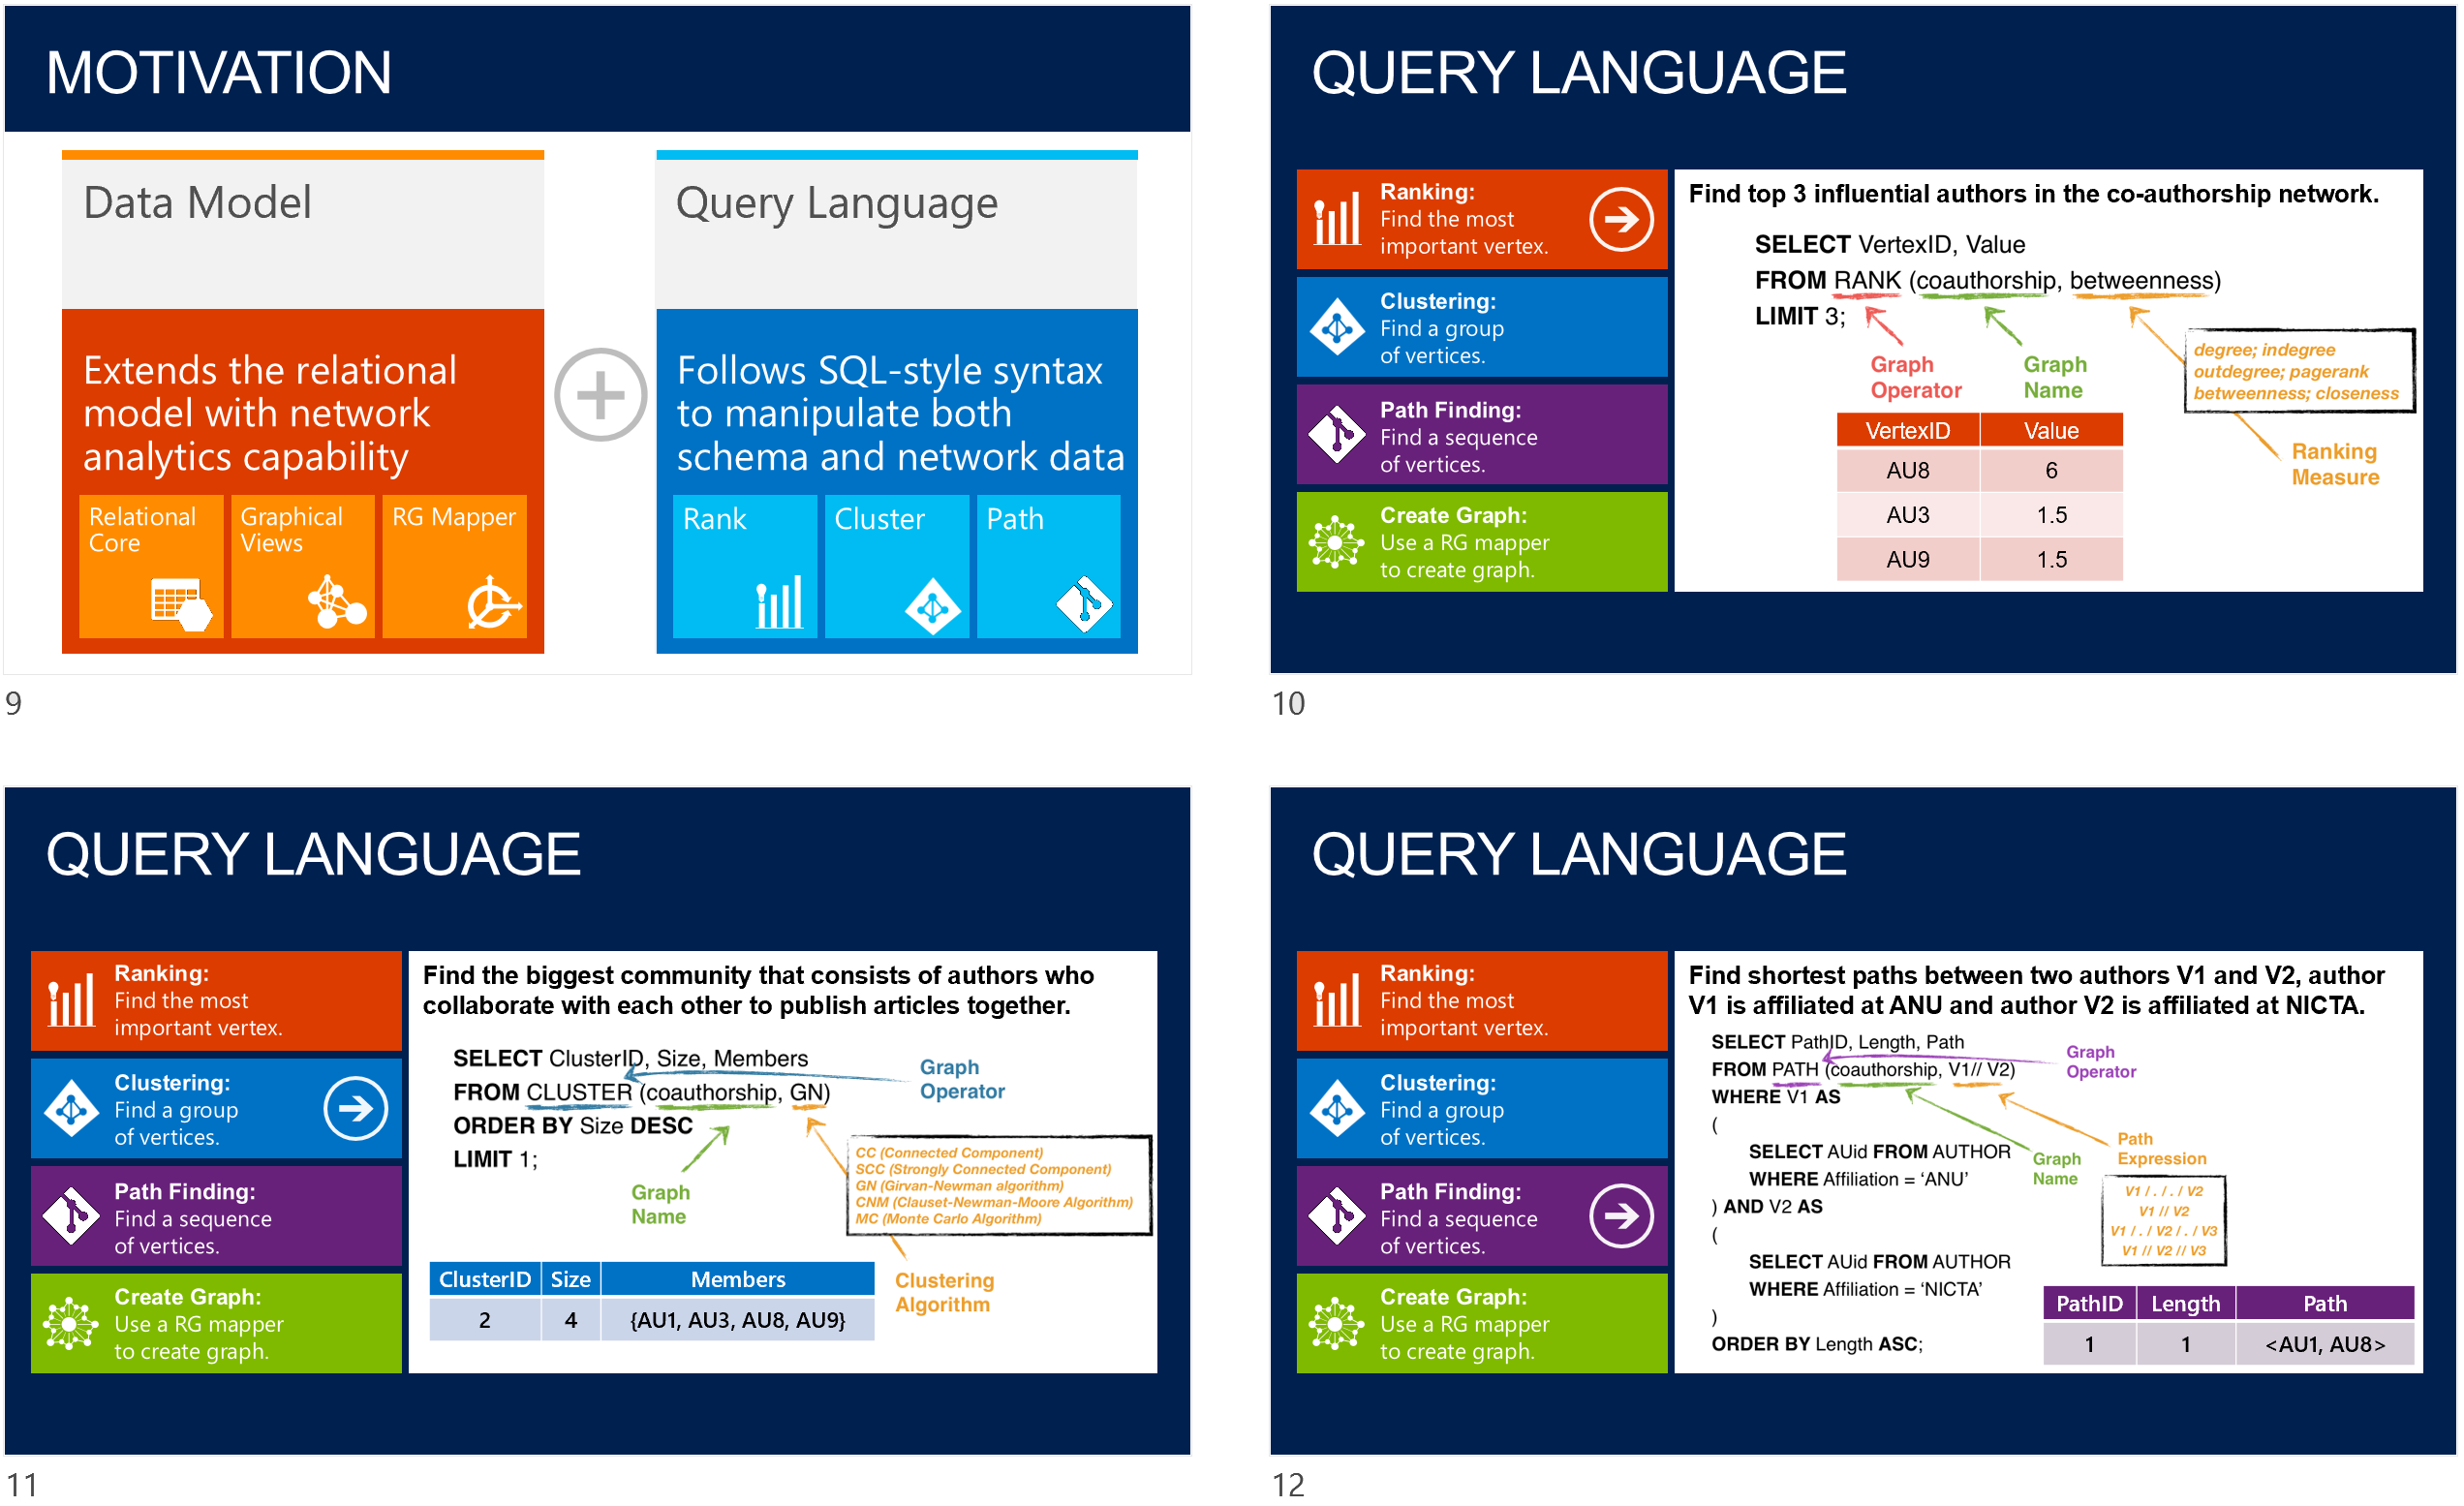 MOTIVATION
Data Model
Extends the relational
model with network
analytics capability
Relational
Core
Graphical
Views
RG Mapper
Query Language
Follows SQL-style syntax
to manipulate both
schema and network data
Rank
Cluster
Path
9
QUERY LANGUAGE
Ranking:
Find the most
important vertex.
Clustering:
Find a group
of vertices.
Path Finding:
Find a sequence
of vertices.
Create Graph:
Use a RG mapper
to create graph.
Find top 3 influential authors in the co-authorship network.
SELECT VertexID, Value
FROM RANK (coauthorship, betweenness)
LIMIT 3;
Graph
Operator
Graph
Name
degree; indegree
outdegree; pagerank
betweenness; closeness
Ranking
Measure
VertexID Value
AU8 6
AU3 1.5
AU9 1.5
10
QUERY LANGUAGE
Ranking:
Find the most
important vertex.
Clustering:
Find a group
of vertices.
Path Finding:
Find a sequence
of vertices.
Create Graph:
Use a RG mapper
to create graph.
Find the biggest community that consists of authors who
collaborate with each other to publish articles together.
SELECT ClusterID, Size, Members
FROM CLUSTER (coauthorship, GN)
ORDER BY Size DESC
LIMIT 1;
Graph
Operator
Graph
Name
CC (Connected Component)
SCC (Strongly Connected Component)
GN (Girvan-Newman algorithm)
CNM (Clauset-Newman-Moore Algorithm)
MC (Monte Carlo Algorithm)
Clustering
Algorithm
ClusterID Size Members
2 4 {AU1, AU3, AU8, AU9}
11
QUERY LANGUAGE
Ranking:
Find the most
important vertex.
Clustering:
Find a group
of vertices.
Path Finding:
Find a sequence
of vertices.
Create Graph:
Use a RG mapper
to create graph.
Find shortest paths between two authors V1 and V2, author
V1 is affiliated at ANU and author V2 is affiliated at NICTA.
SELECT PathID, Length, Path
FROM PATH (coauthorship, V1// V2)
WHERE V1 AS
(
SELECT AUid FROM AUTHOR
WHERE Affiliation = ‘ANU’
) AND V2 AS
(
SELECT AUid FROM AUTHOR
WHERE Affiliation = ‘NICTA’
)
ORDER BY Length ASC;
Graph
Operator
Graph
Name
Path
Expression
V1 / . / . / V2
V1 // V2
V1 / . / V2 / . / V3
V1 // V2 // V3
PathID Length Path
1 1 <AU1, AU8>
12